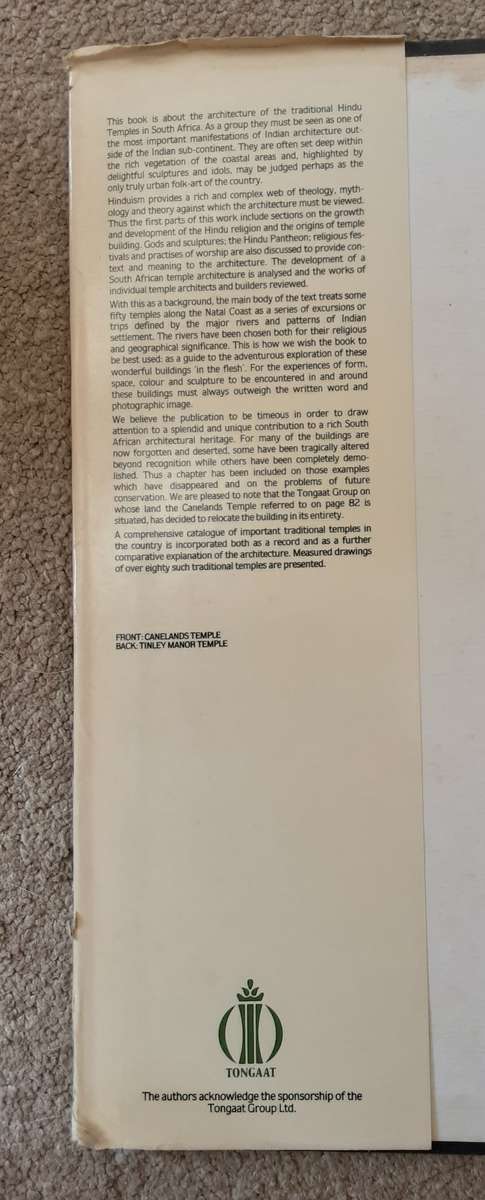 This book is about the architecture of the traditional Hindu
Temples in South Africa. As a group they must be seen as one of
the most important manifestations of Indian architecture out-
side of the Indian sub-continent. They are often set deep within
the rich vegetation of the coastal areas and, highlighted by
delightful sculptures and idols, may be judged perhaps as the
only truly urban folk-art of the country.
Hinduism provides a rich and complex web of theology, myth-
ology and theory against which the architecture must be viewed.
Thus the first parts of this work include sections on the growth
and development of the Hindu religion and the origins of temple
building. Gods and sculptures; the Hindu Pantheon; religious fes-
tivals and practises of worship are also discussed to provide con-
text and meaning to the architecture. The development of a
South African temple architecture is analysed and the works of
individual temple architects and builders reviewed.
With this as a background, the main body of the text treats some
fifty temples along the Natal Coast as a series of excursions or
trips defined by the major rivers and patterns of Indian
settlement. The rivers have been chosen both for their religious
and geographical significance. This is how we wish the book to
be best used: as a guide to the adventurous exploration of these
wonderful buildings 'in the flesh'. For the experiences of form,
space, colour and sculpture to be encountered in and around
these buildings must always outweigh the written word and
photographic image.
We believe the publication to be timeous in order to draw
attention to a splendid and unique contribution to a rich South
African architectural heritage. For many of the buildings are
now forgotten and deserted, some have been tragically altered
beyond recognition while others have been completely demo-
lished. Thus a chapter has been included on those examples
which have disappeared and on the problems of future
conservation. We are pleased to note that the Tongaat Group on
whose land the Canelands Temple referred to on page 82 is
situated, has decided to relocate the building in its entirety.
A comprehensive catalogue of important traditional temples in
the country is incorporated both as a record and as a further
comparative explanation of the architecture. Measured drawings
of over eighty such traditional temples are presented.
FRONT: CANELANDS TEMPLE
BACK: TINLEY MANOR TEMPLE
TONGAAT
The authors acknowledge the sponsorship of the
Tongaat Group Ltd.